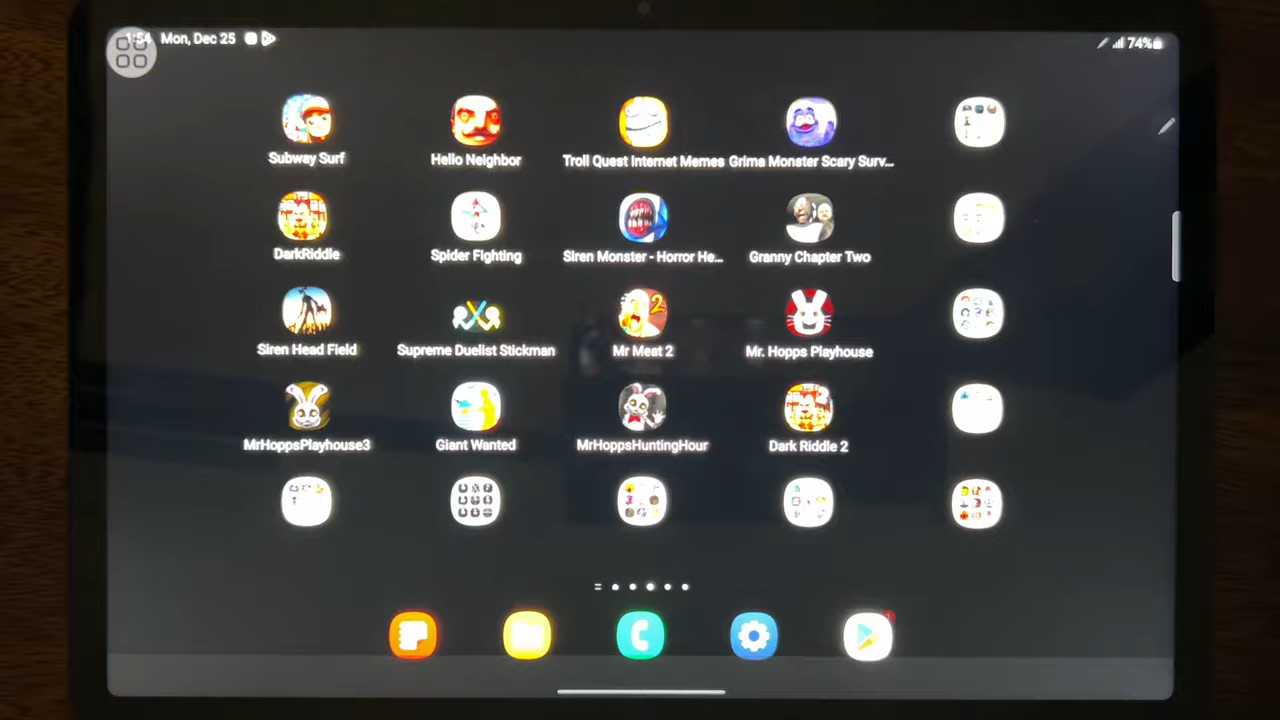 1:54 Mon, Dec 25
74%
Subway Surf Hello Neighbor Troll Quest Internet Memes Grima Monster Scary Surv...
DarkRiddle Spider Fighting Siren Monster - Horror He... Granny Chapter Two
Siren Head Field Supreme Duelist Stickman Mr Meat 2 Mr. Hopps Playhouse
MrHoppsPlayhouse3 Giant Wanted MrHoppsHuntingHour Dark Riddle 2